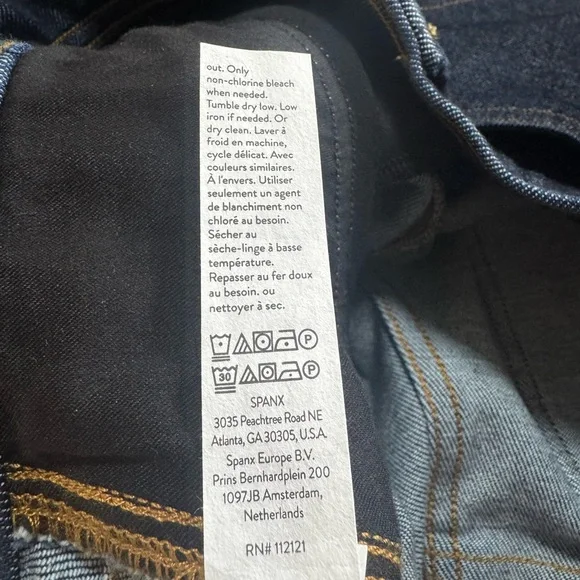 out. Only
non-chlorine bleach
when needed.
Tumble dry low. Low
iron if needed. Or
dry clean. Laver à
froid en machine,
cycle délicat. Avec
couleurs similaires.
À l'envers. Utiliser
seulement un agent
de blanchiment non
chloré au besoin.
Sécher au
sèche-linge à basse
température.
Repasser au fer doux
au besoin. ou
nettoyer à sec.
P
30 P
SPANX
3035 Peachtree Road NE
Atlanta, GA 30305, U.S.A.
Spanx Europe B.V.
Prins Bernhardplein 200
1097JB Amsterdam,
Netherlands
RN# 112121